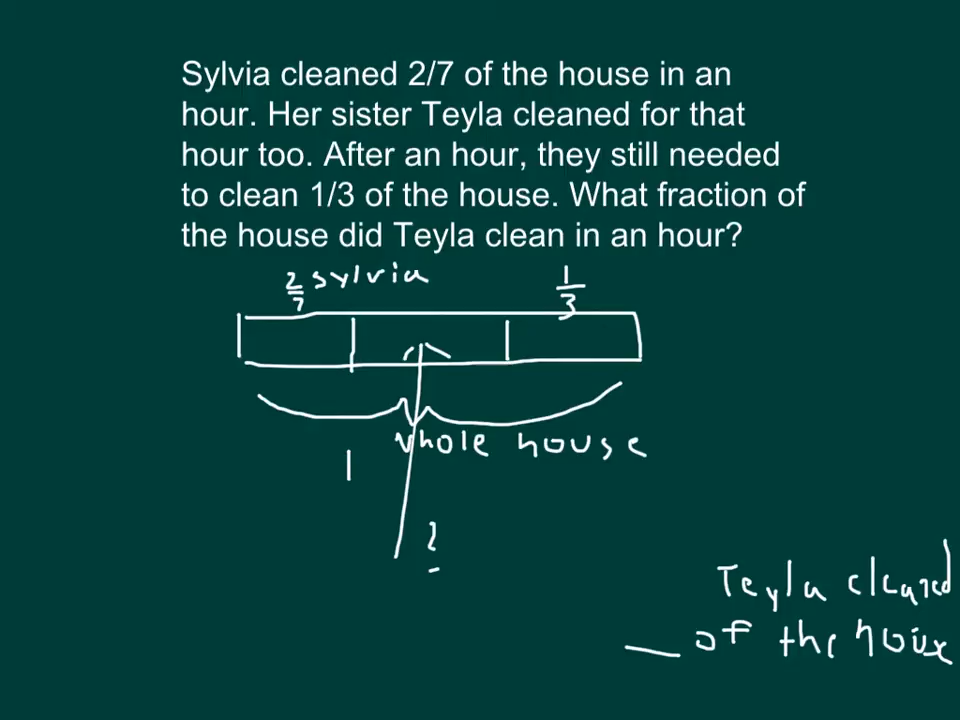 Sylvia cleaned 2/7 of the house in an
hour. Her sister Teyla cleaned for that
hour too. After an hour, they still needed
to clean 1/3 of the house. What fraction of
the house did Teyla clean in an hour?
2/7 sylvia 1/3
whole house
1
?
Teyla cleaned
__ of the house